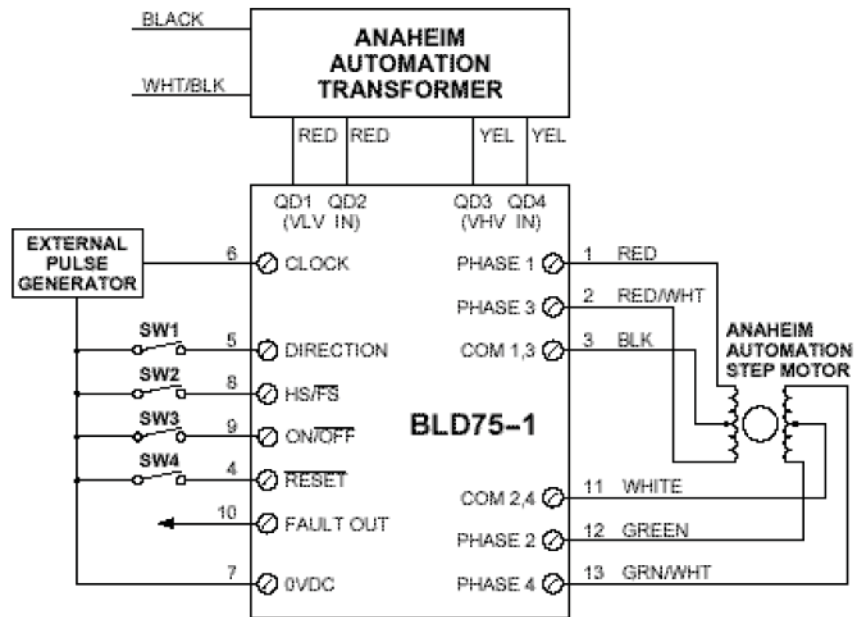 BLACK
WHT/BLK
ANAHEIM
AUTOMATION
TRANSFORMER
RED RED YEL YEL
QD1 QD2 QD3 QD4
(VLV IN) (VHV IN)
EXTERNAL
PULSE
GENERATOR
6 CLOCK
SW1
5 DIRECTION
SW2
8 HS/FS
SW3
9 ON/OFF
SW4
4 RESET
10 FAULT OUT
7 0VDC
BLD75-1
PHASE 1 1 RED
PHASE 3 2 RED/WHT
COM 1,3 3 BLK
ANAHEIM
AUTOMATION
STEP MOTOR
COM 2,4 11 WHITE
PHASE 2 12 GREEN
PHASE 4 13 GRN/WHT